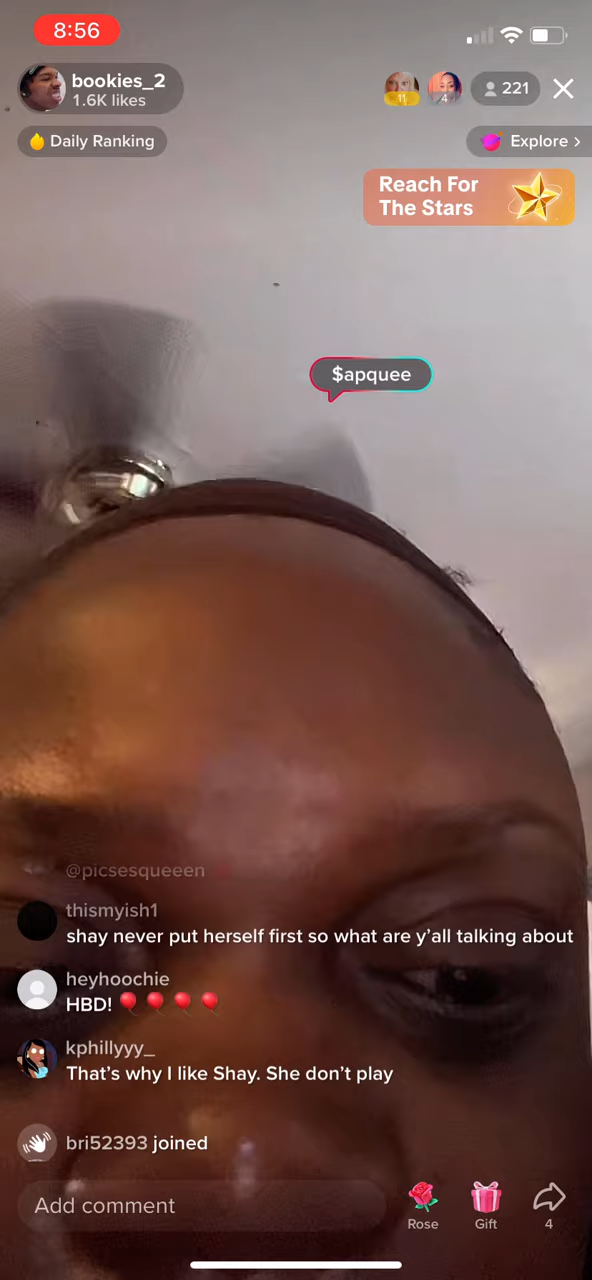 8:56
bookies_2
1.6K likes
11
4
221
Daily Ranking
Explore >
Reach For
The Stars
$apquee
@picsesqueeen
thismyish1
shay never put herself first so what are y’all talking about
heyhoochie
HBD! 🎈🎈🎈🎈
kphillyyy_
That’s why I like Shay. She don’t play
bri52393 joined
Add comment
Rose
Gift
4